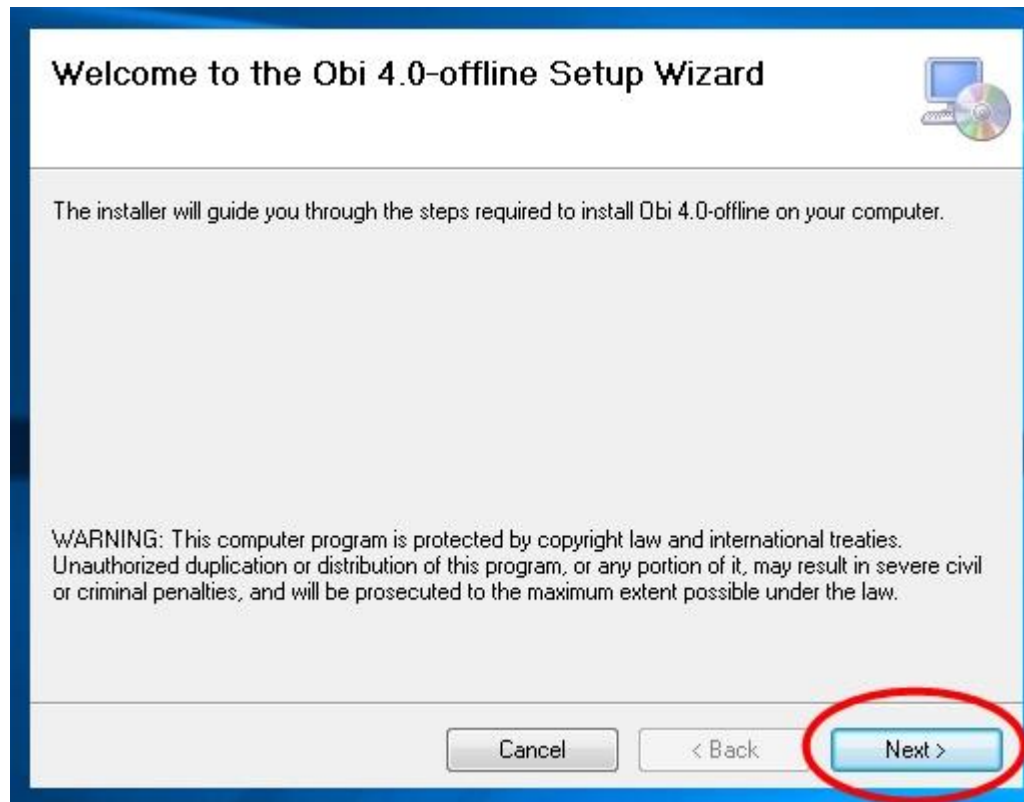 Welcome to the Obi 4.0-offline Setup Wizard
The installer will guide you through the steps required to install Obi 4.0-offline on your computer.
WARNING: This computer program is protected by copyright law and international treaties.
Unauthorized duplication or distribution of this program, or any portion of it, may result in severe civil
or criminal penalties, and will be prosecuted to the maximum extent possible under the law.
Cancel < Back Next >